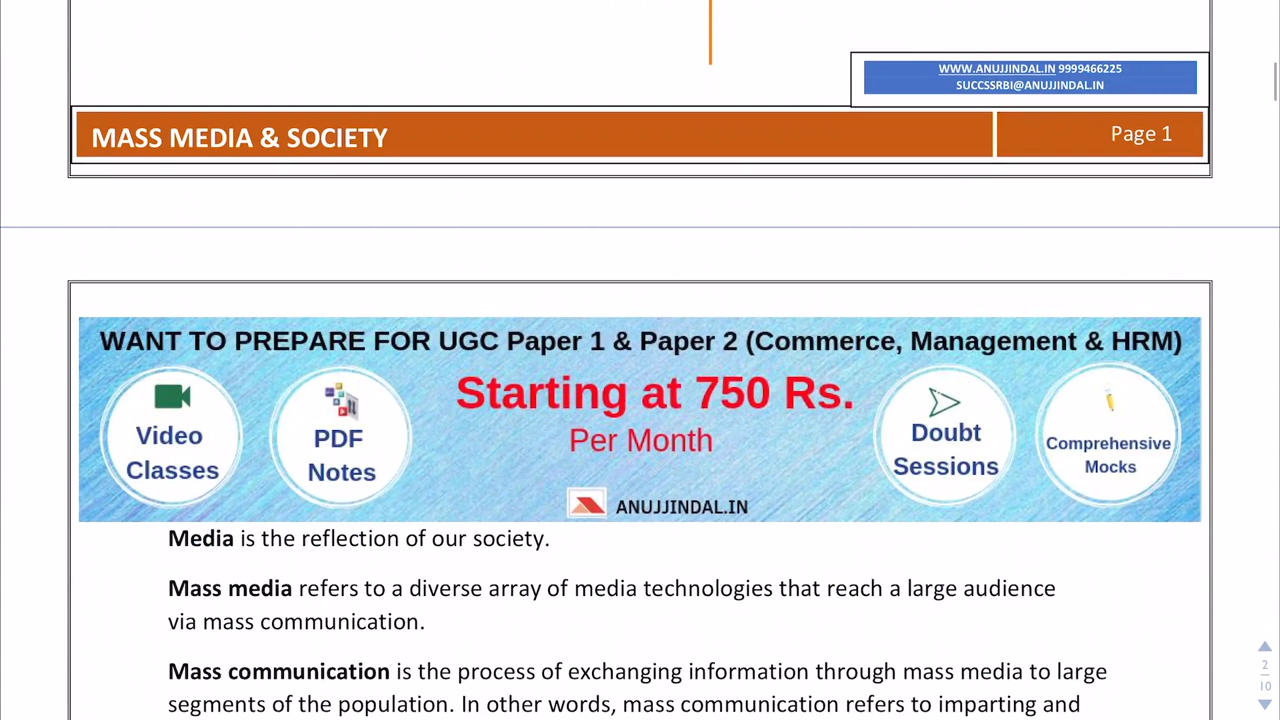 WWW.ANUJJINDAL.IN 9999466225
SUCCSSRBI@ANUJJINDAL.IN
MASS MEDIA & SOCIETY
Page 1
WANT TO PREPARE FOR UGC Paper 1 & Paper 2 (Commerce, Management & HRM)
Video
Classes
PDF
Notes
Starting at 750 Rs.
Per Month
ANUJJINDAL.IN
Doubt
Sessions
Comprehensive
Mocks
Media is the reflection of our society.
Mass media refers to a diverse array of media technologies that reach a large audience
via mass communication.
Mass communication is the process of exchanging information through mass media to large
segments of the population. In other words, mass communication refers to imparting and
2
10